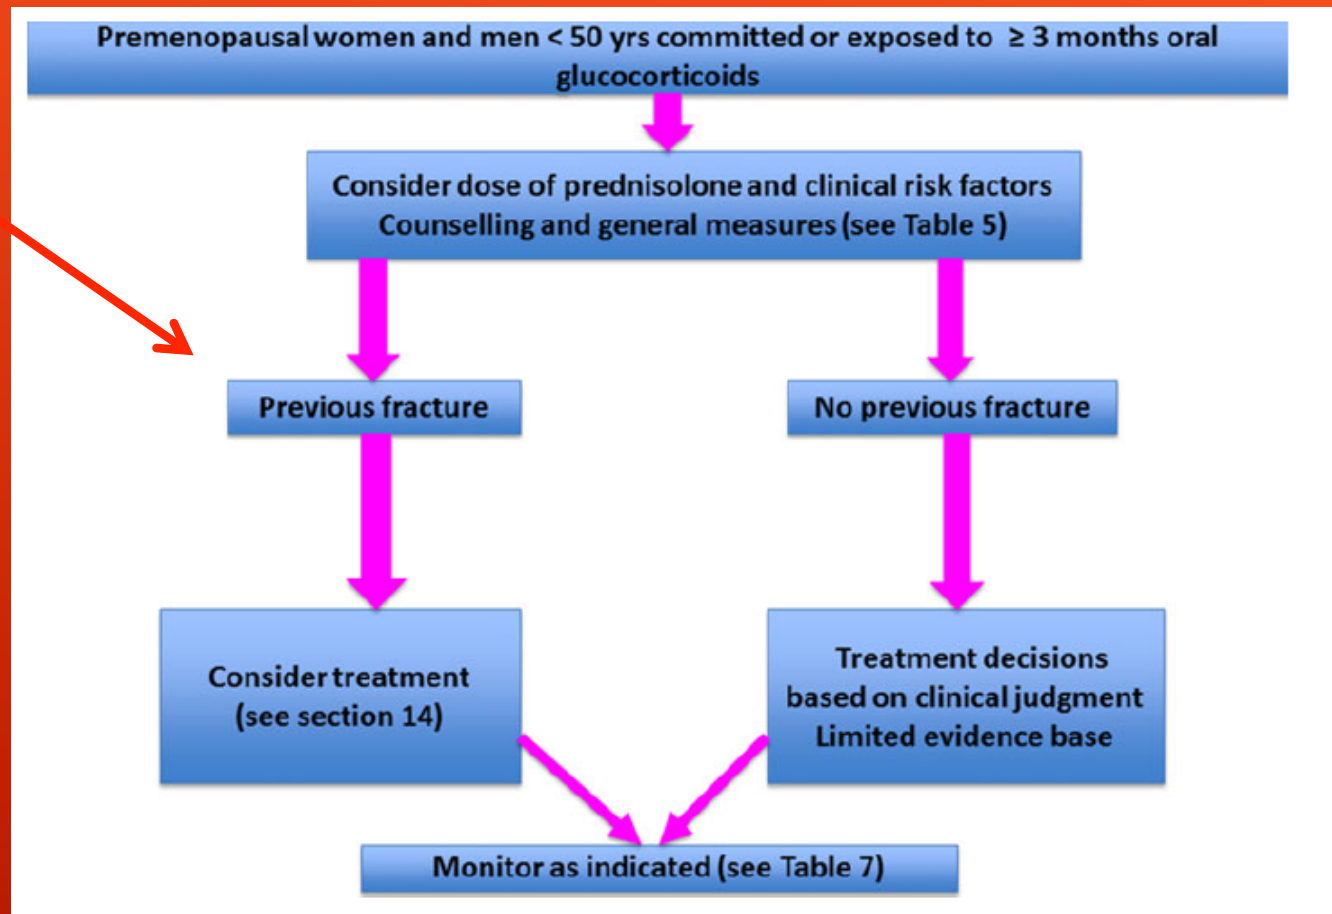 Premenopausal women and men < 50 yrs committed or exposed to ≥ 3 months oral
glucocorticoids
Consider dose of prednisolone and clinical risk factors
Counselling and general measures (see Table 5)
Previous fracture
No previous fracture
Consider treatment
(see section 14)
Treatment decisions
based on clinical judgment
Limited evidence base
Monitor as indicated (see Table 7)